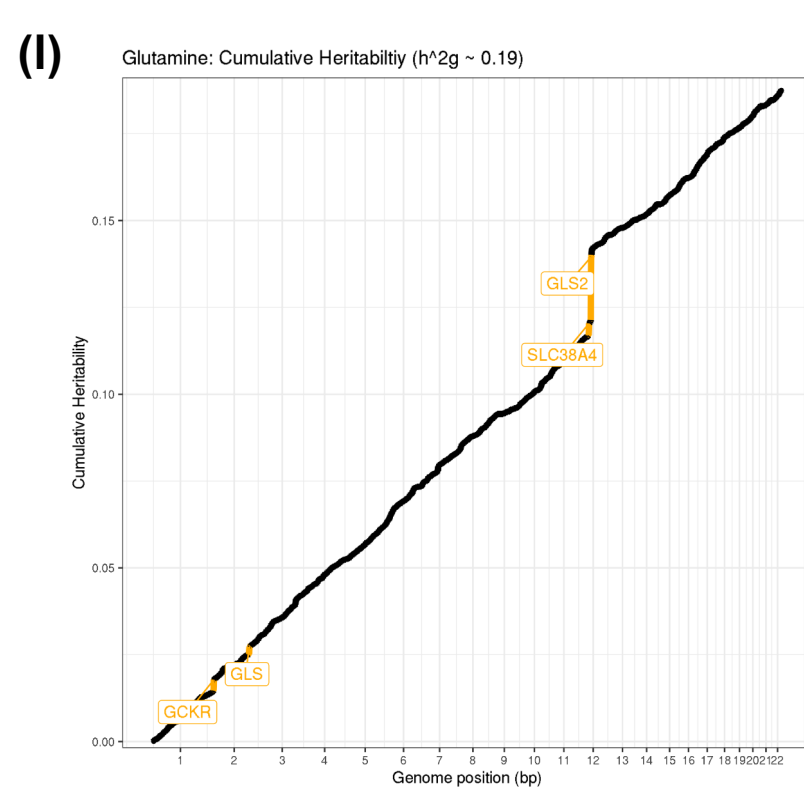 (l)
Glutamine: Cumulative Heritabiltiy (h^2g ~ 0.19)
Cumulative Heritability
0.15
0.10
0.05
0.00
GLS2
SLC38A4
GLS
GCKR
1 2 3 4 5 6 7 8 9 10 11 12 13 14 15 16 17 18 19 20 21 22
Genome position (bp)